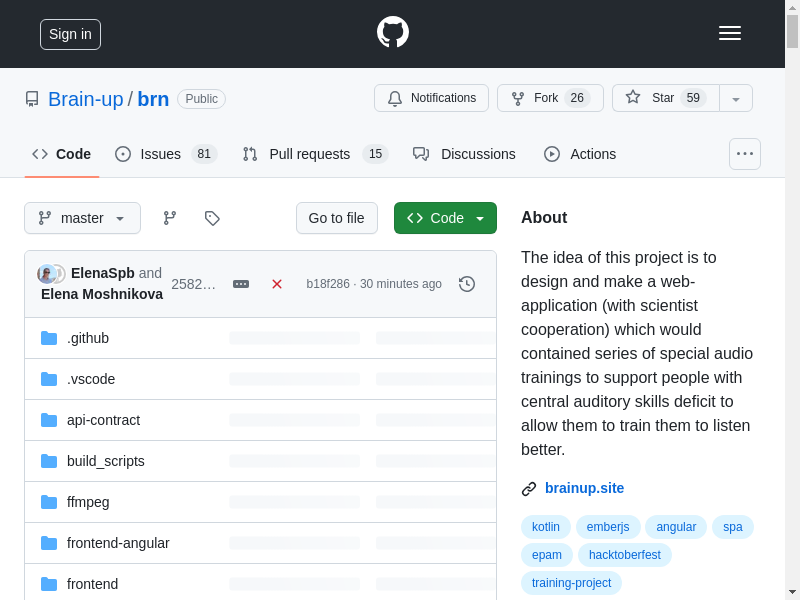 Sign in
Brain-up / brn Public
Notifications
Fork 26
Star 59
Code
Issues 81
Pull requests 15
Discussions
Actions
master
Go to file
Code
ElenaSpb and
Elena Moshnikova
2582…
b18f286 · 30 minutes ago
.github
.vscode
api-contract
build_scripts
ffmpeg
frontend-angular
frontend
About
The idea of this project is to
design and make a web-
application (with scientist
cooperation) which would
contained series of special audio
trainings to support people with
central auditory skills deficit to
allow them to train them to listen
better.
brainup.site
kotlin emberjs angular spa
epam hacktoberfest
training-project